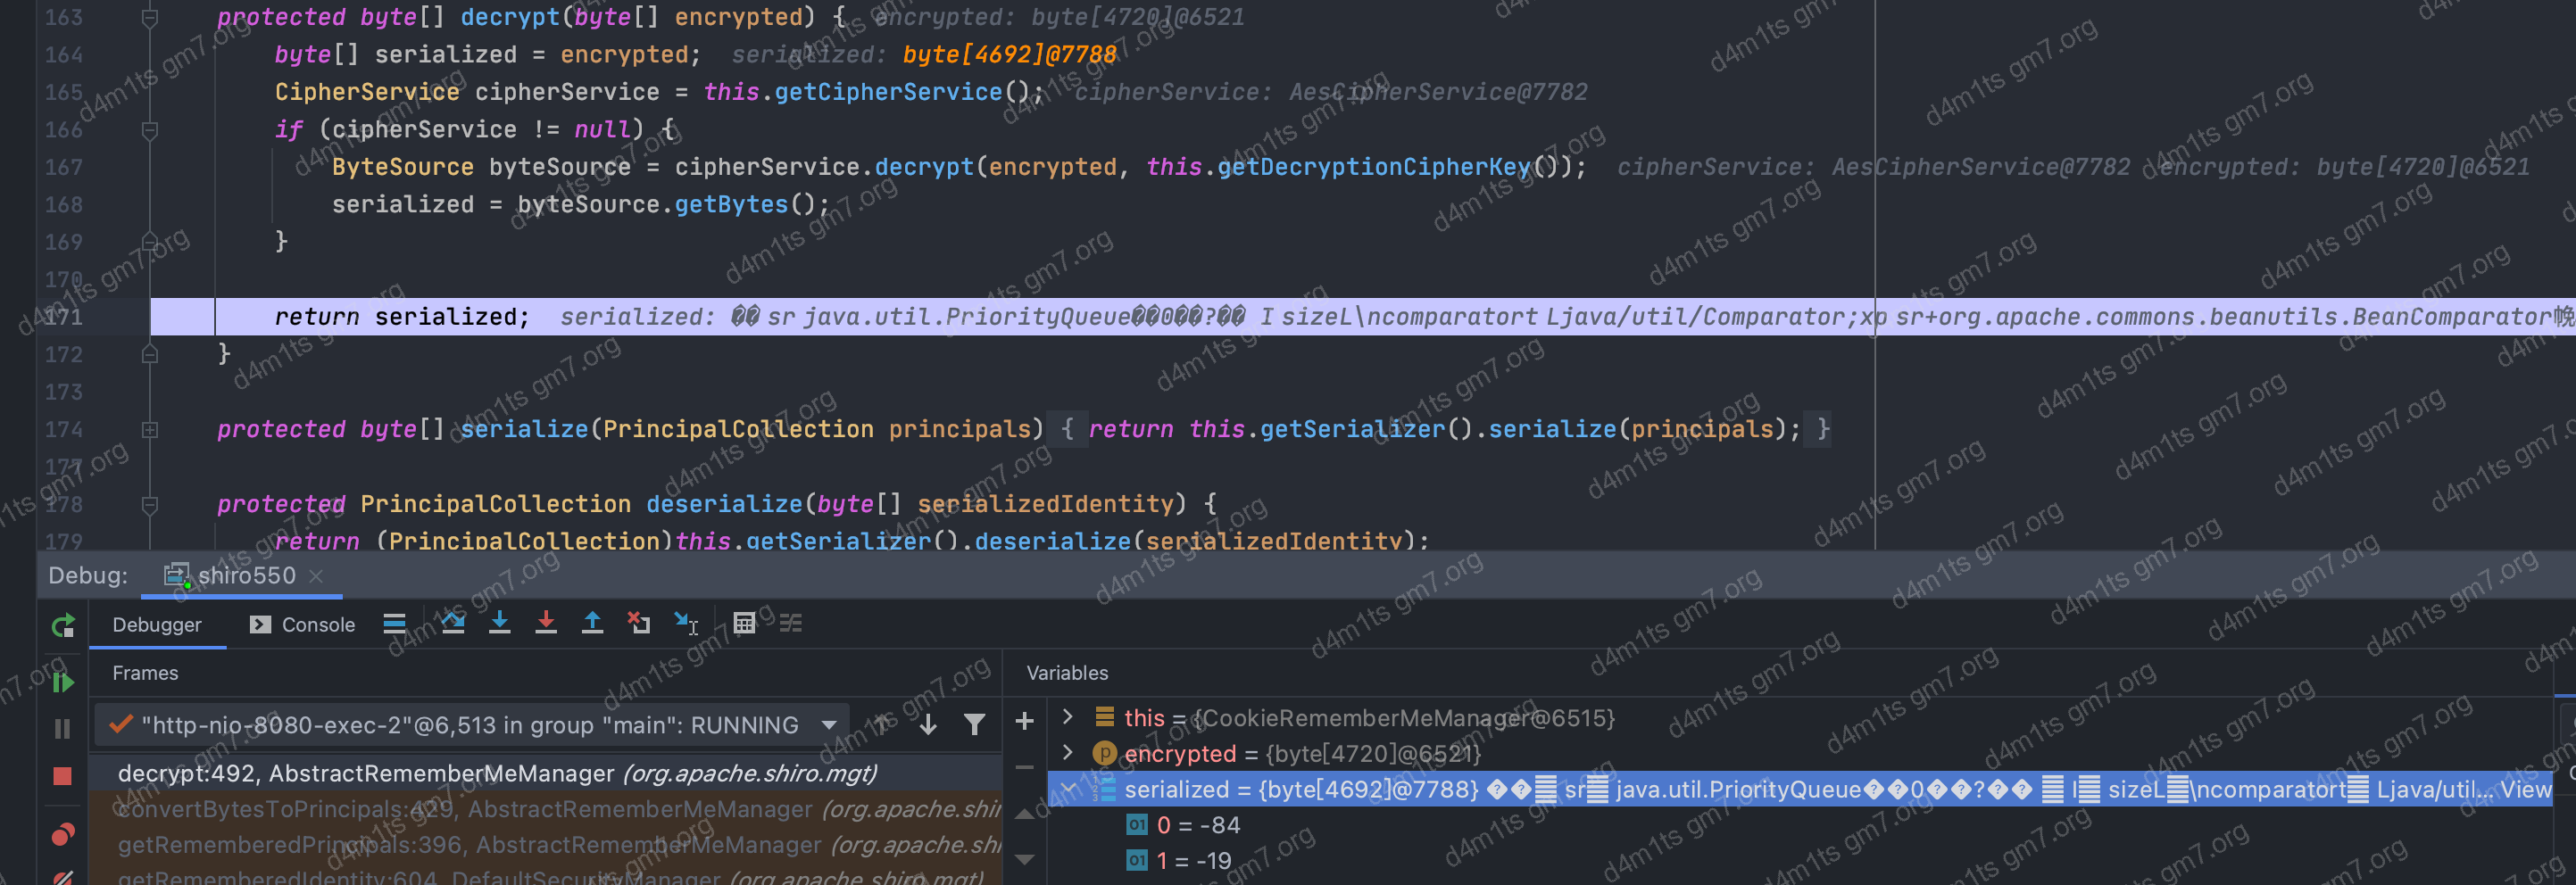 163 protected byte[] decrypt(byte[] encrypted) { encrypted: byte[4720]@6521
164 byte[] serialized = encrypted; serialized: byte[4692]@7788
165 CipherService cipherService = this.getCipherService(); cipherService: AesCipherService@7782
166 if (cipherService != null) {
167 ByteSource byteSource = cipherService.decrypt(encrypted, this.getDecryptionCipherKey()); cipherService: AesCipherService@7782 encrypted: byte[4720]@6521
168 serialized = byteSource.getBytes();
169 }
170
171 return serialized; serialized: �� sr java.util.PriorityQueue��0��?�� I sizeL\ncomparatort Ljava/util/Comparator;xp sr+org.apache.commons.beanutils.BeanComparator
172 }
173
174 protected byte[] serialize(PrincipalCollection principals) { return this.getSerializer().serialize(principals); }
177
178 protected PrincipalCollection deserialize(byte[] serializedIdentity) {
179 return (PrincipalCollection)this.getSerializer().deserialize(serializedIdentity);
Debug: shiro550
Debugger Console
Frames
Variables
"http-nio-8080-exec-2"@6,513 in group "main": RUNNING
decrypt:492, AbstractRememberMeManager (org.apache.shiro.mgt)
convertBytesToPrincipals:429, AbstractRememberMeManager (org.apache.shi
getRememberedPrincipals:396, AbstractRememberMeManager (org.apache.shi
getRememberedIdentity:604, DefaultSecurityManager (org.apache.shiro.mgt)
this = {CookieRememberMeManager@6515}
encrypted = {byte[4720]@6521}
serialized = {byte[4692]@7788} �� sr java.util.PriorityQueue��0��?�� I sizeL \ncomparatort Ljava/util... View
0 = -84
1 = -19
d4m1ts gm7.org